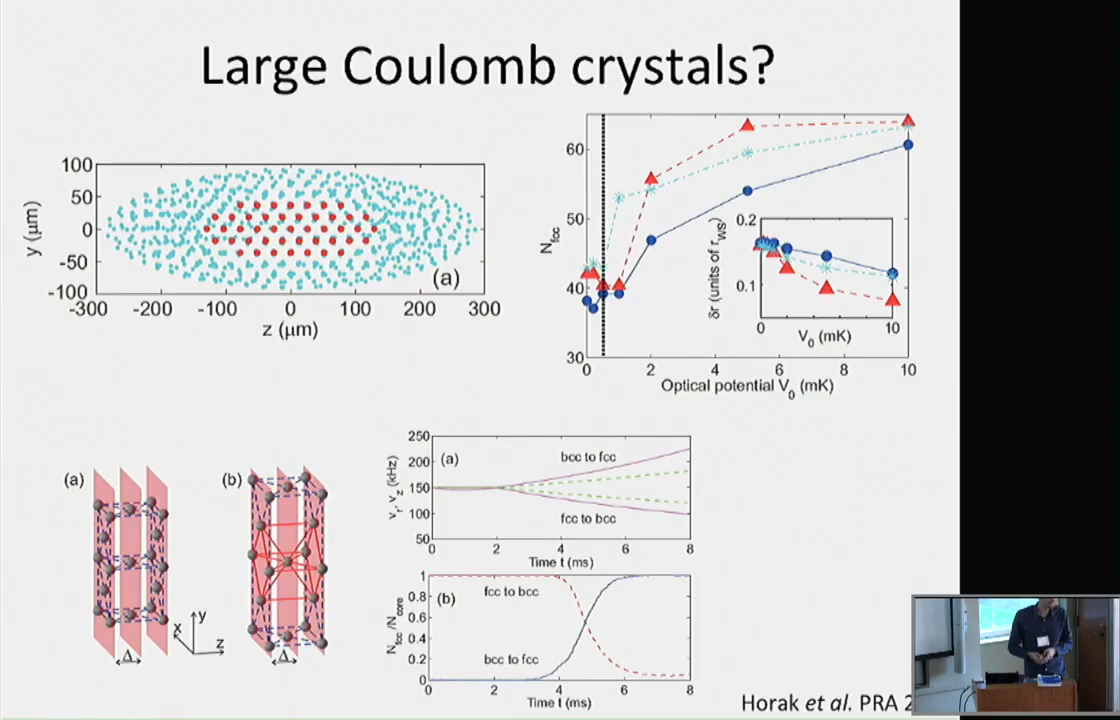 Large Coulomb crystals?
100
50
0
-50
-100
y (μm)
(a)
-300 -200 -100 0 100 200 300
z (μm)
60
50
40
30
N_fcc
0 2 4 6 8 10
Optical potential V_0 (mK)
0.2
0.1
δr (units of r_WS)
0 10
V_0 (mK)
(a)
(b)
x y z
Δ
Δ
250
200
150
100
50
ν_r, ν_z (kHz)
(a)
bcc to fcc
fcc to bcc
0 2 4 6 8
Time t (ms)
1
0.8
0.6
0.4
0.2
0
N_fcc/N_core
fcc to bcc
(b)
bcc to fcc
0 2 4 6 8
Time t (ms)
Horak et al. PRA